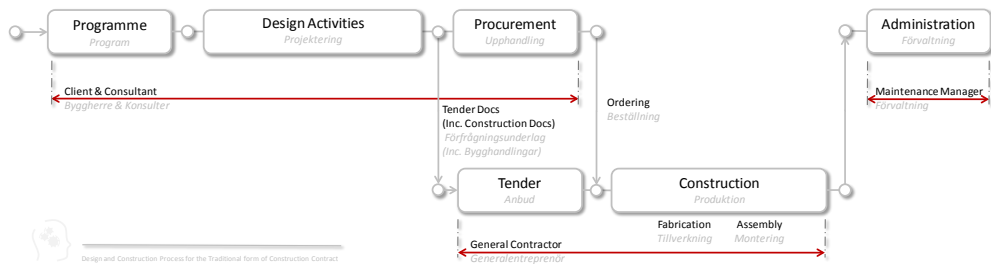 Programme
Program
Design Activities
Projektering
Procurement
Upphandling
Administration
Förvaltning
Client & Consultant
Byggherre & Konsulter
Tender Docs
(Inc. Construction Docs)
Förfrågningsunderlag
(Inc. Bygghandlingar)
Ordering
Beställning
Maintenance Manager
Förvaltning
Tender
Anbud
Construction
Produktion
Fabrication
Tillverkning
Assembly
Montering
General Contractor
Generalentreprenör
Design and Construction Process for the Traditional form of Construction Contract